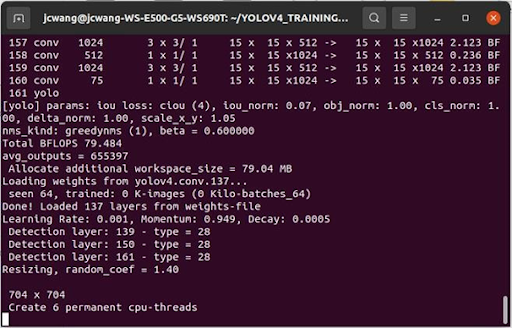 jcwang@jcwang-WS-E500-G5-WS690T: ~/YOLOV4_TRAINING...
157 conv 1024 3 x 3/ 1 15 x 15 x 512 -> 15 x 15 x1024 2.123 BF
158 conv 512 1 x 1/ 1 15 x 15 x1024 -> 15 x 15 x 512 0.236 BF
159 conv 1024 3 x 3/ 1 15 x 15 x 512 -> 15 x 15 x1024 2.123 BF
160 conv 75 1 x 1/ 1 15 x 15 x1024 -> 15 x 15 x 75 0.035 BF
161 yolo
[yolo] params: iou loss: ciou (4), iou_norm: 0.07, obj_norm: 1.00, cls_norm: 1.
00, delta_norm: 1.00, scale_x_y: 1.05
nms_kind: greedynms (1), beta = 0.600000
Total BFLOPS 79.484
avg_outputs = 655397
Allocate additional workspace_size = 79.04 MB
Loading weights from yolov4.conv.137...
seen 64, trained: 0 K-images (0 Kilo-batches_64)
Done! Loaded 137 layers from weights-file
Learning Rate: 0.001, Momentum: 0.949, Decay: 0.0005
Detection layer: 139 - type = 28
Detection layer: 150 - type = 28
Detection layer: 161 - type = 28
Resizing, random_coef = 1.40
704 x 704
Create 6 permanent cpu-threads